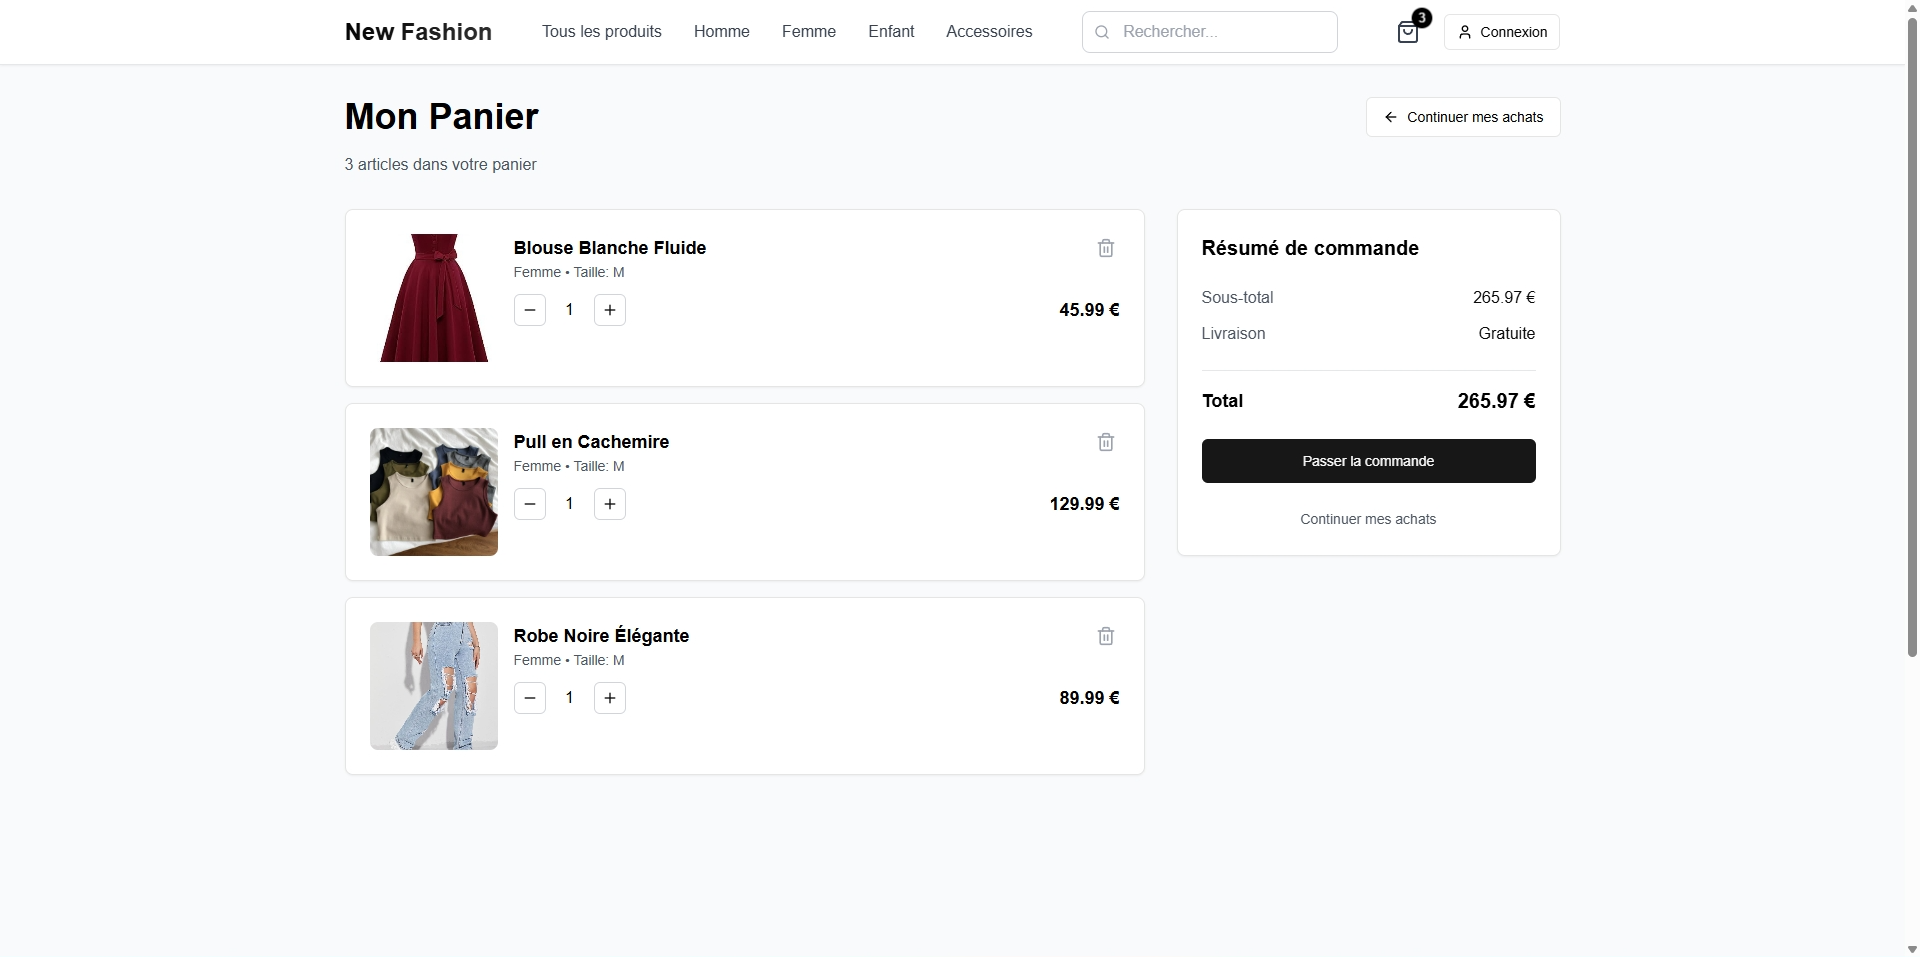 New Fashion Tous les produits Homme Femme Enfant Accessoires Rechercher... 3 Connexion
Mon Panier
Continuer mes achats
3 articles dans votre panier
Blouse Blanche Fluide
Femme • Taille: M
1
45.99 €
Pull en Cachemire
Femme • Taille: M
1
129.99 €
Robe Noire Élégante
Femme • Taille: M
1
89.99 €
Résumé de commande
Sous-total 265.97 €
Livraison Gratuite
Total 265.97 €
Passer la commande
Continuer mes achats